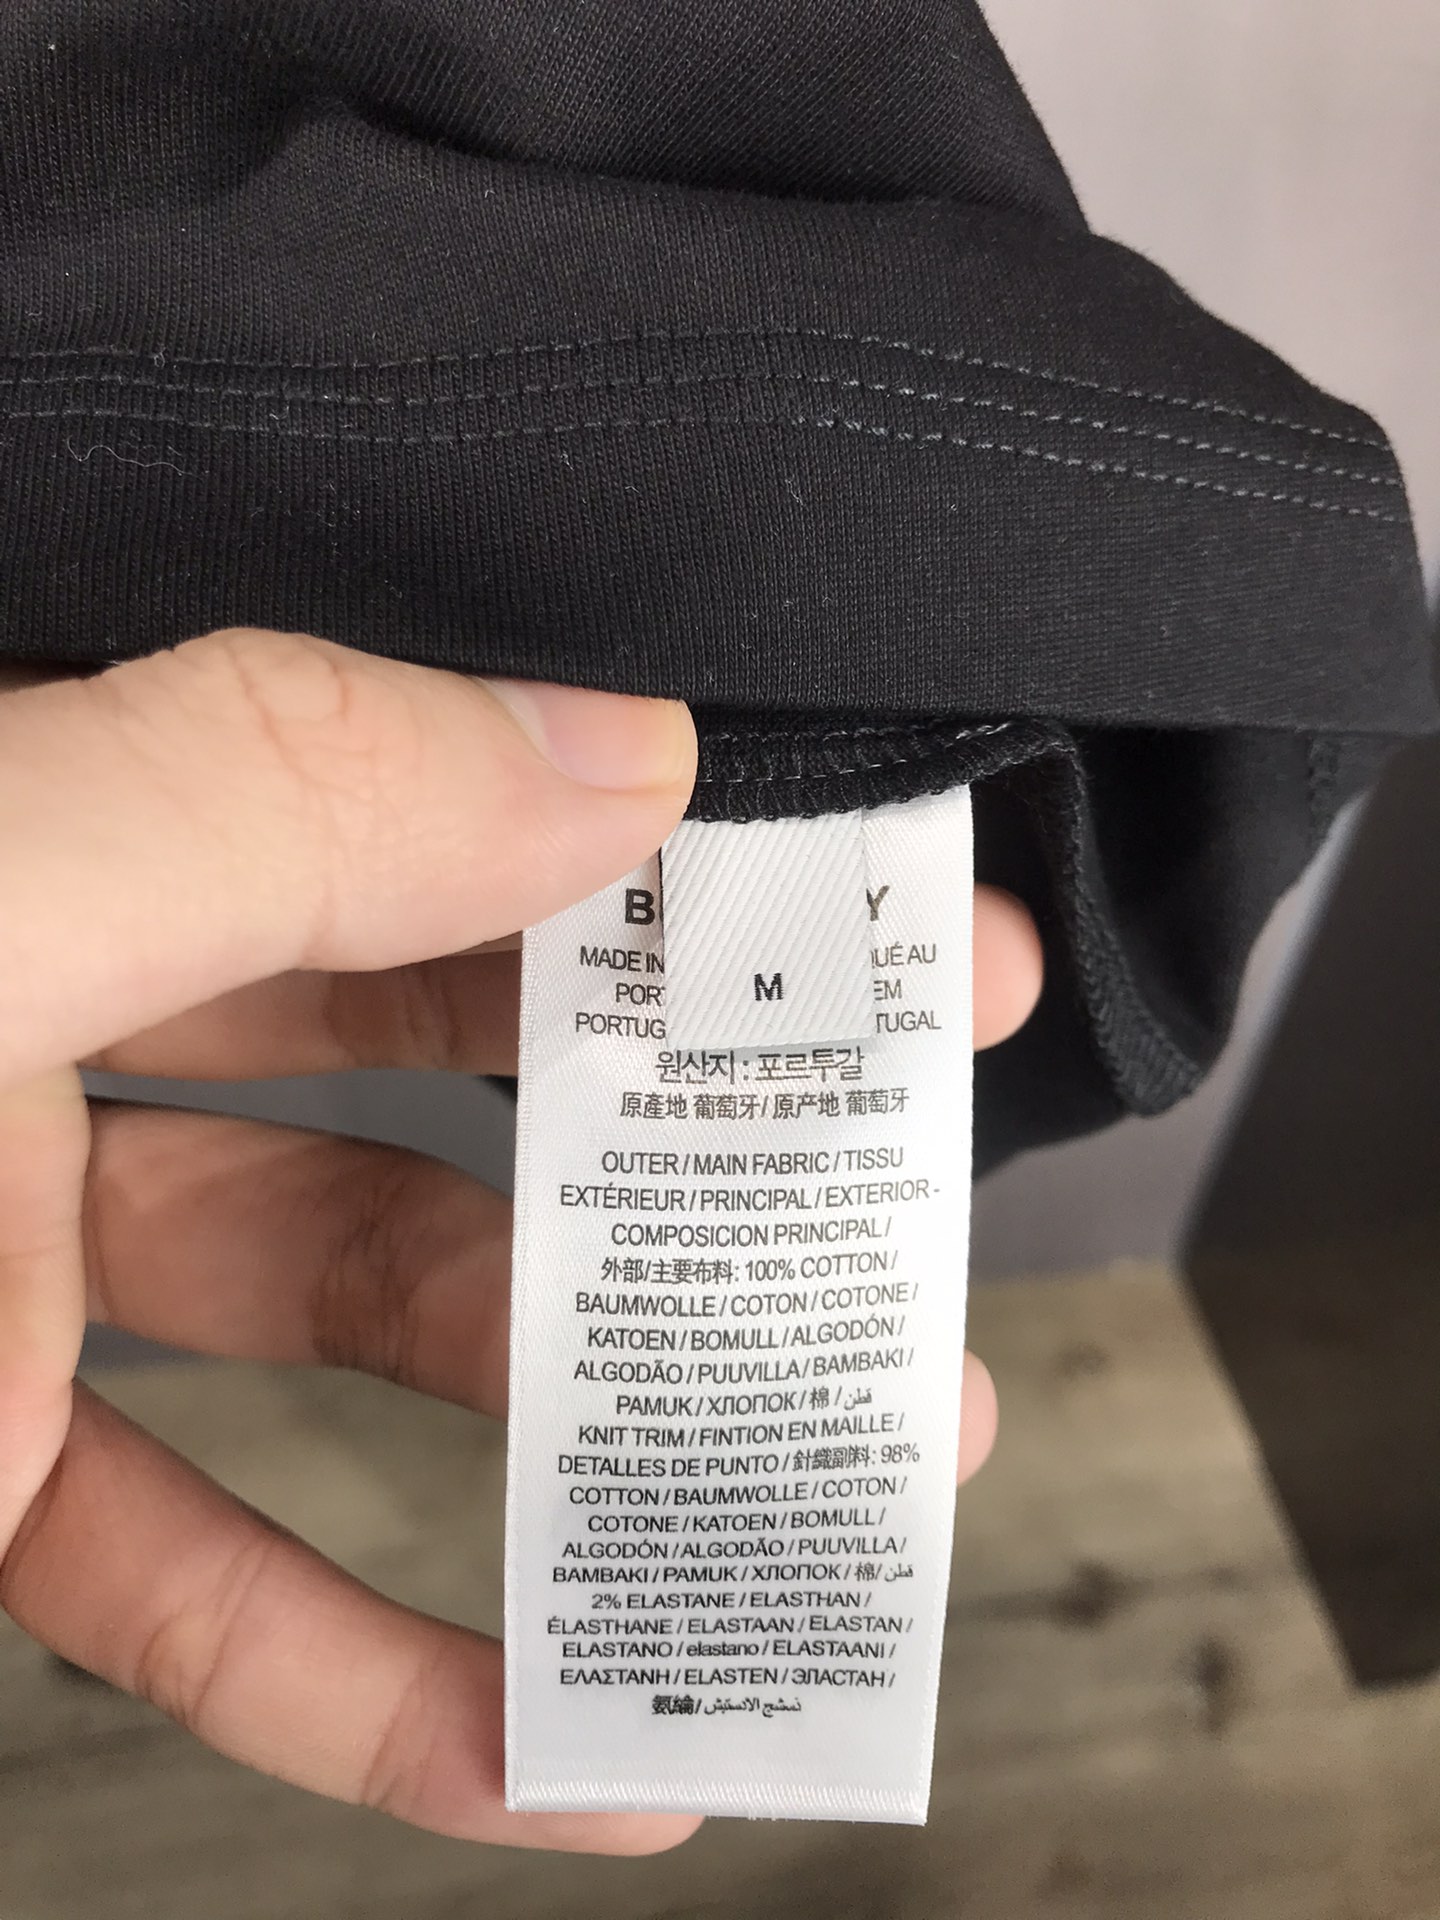 B Y
M
MADE IN QUÉ AU
POR EM
PORTUG TUGAL
원산지 : 포르투갈
原產地 葡萄牙/ 原产地 葡萄牙
OUTER / MAIN FABRIC / TISSU
EXTÉRIEUR / PRINCIPAL / EXTERIOR -
COMPOSICION PRINCIPAL /
外部/主要布料: 100% COTTON /
BAUMWOLLE / COTON / COTONE /
KATOEN / BOMULL / ALGODÓN /
ALGODÃO / PUUVILLA / BAMBAKI /
PAMUK / ХЛОПОК / 棉 / قطن
KNIT TRIM / FINTION EN MAILLE /
DETALLES DE PUNTO / 針織副料: 98%
COTTON / BAUMWOLLE / COTON /
COTONE / KATOEN / BOMULL /
ALGODÓN / ALGODÃO / PUUVILLA /
BAMBAKI / PAMUK / ХЛОПОК / 棉/ قطن
2% ELASTANE / ELASTHAN /
ÉLASTHANE / ELASTAAN / ELASTAN /
ELASTANO / elastano / ELASTAANI /
ΕΛΑΣΤΑΝΗ / ELASTEN / ЭЛАСТАН /
氨綸/